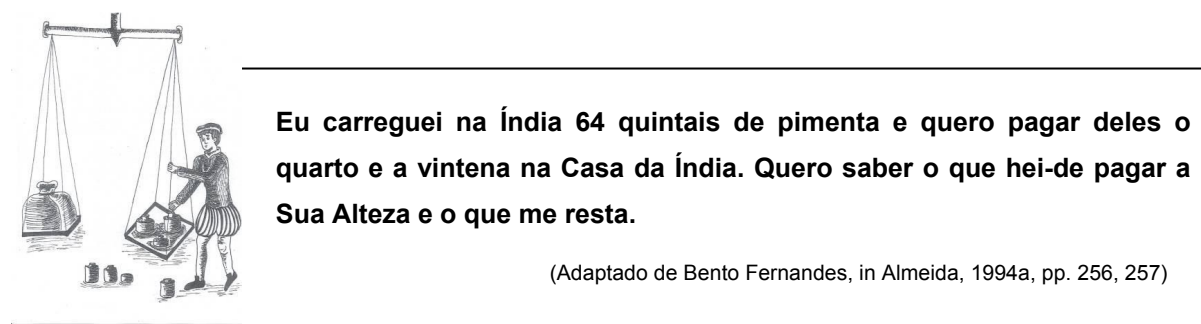 Eu carreguei na Índia 64 quintais de pimenta e quero pagar deles o
quarto e a vintena na Casa da Índia. Quero saber o que hei-de pagar a
Sua Alteza e o que me resta.
(Adaptado de Bento Fernandes, in Almeida, 1994a, pp. 256, 257)